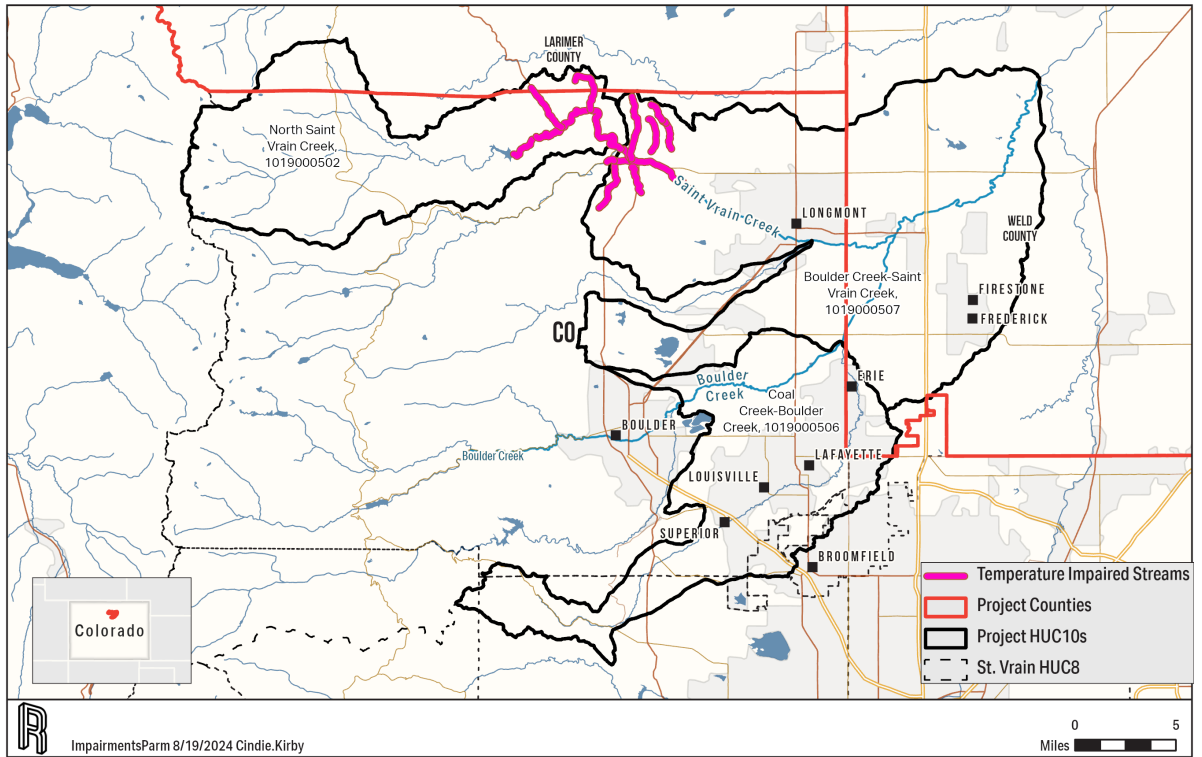 LARIMER
COUNTY
North Saint
Vrain Creek,
1019000502
Saint Vrain Creek
LONGMONT
WELD
COUNTY
Boulder Creek-Saint
Vrain Creek,
1019000507
FIRESTONE
FREDERICK
CO
Boulder
Creek
ERIE
Coal
Creek-Boulder
Creek, 1019000506
BOULDER
Boulder Creek
LAFAYETTE
LOUISVILLE
SUPERIOR
BROOMFIELD
Colorado
Temperature Impaired Streams
Project Counties
Project HUC10s
St. Vrain HUC8
R
ImpairmentsParm 8/19/2024 Cindie.Kirby
0 5
Miles